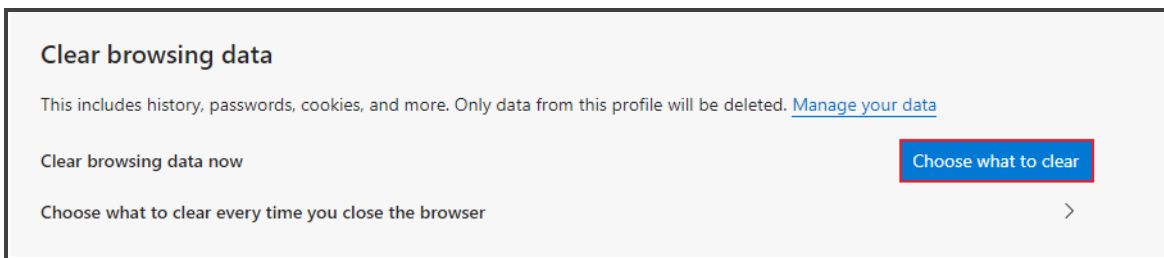 Clear browsing data
This includes history, passwords, cookies, and more. Only data from this profile will be deleted. Manage your data
Clear browsing data now
Choose what to clear
Choose what to clear every time you close the browser